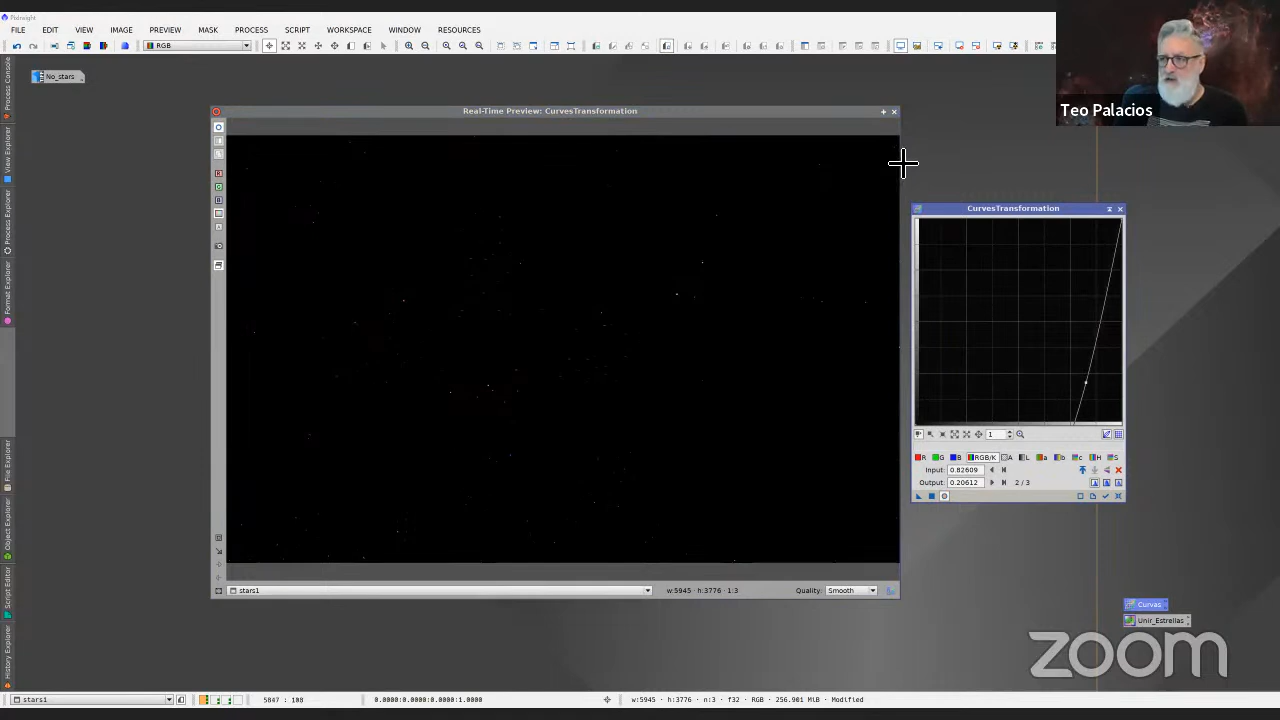 PixInsight
FILE EDIT VIEW IMAGE PREVIEW MASK PROCESS SCRIPT WORKSPACE WINDOW RESOURCES
RGB
Teo Palacios
No_stars
Process Console
View Explorer
Process Explorer
Format Explorer
File Explorer
Object Explorer
Script Editor
History Explorer
Real-Time Preview: CurvesTransformation
R
G
B
A
stars1
w:5945 · h:3776 · 1:3
Quality: Smooth
CurvesTransformation
1
R G B RGB/K A L a b c H S
Input: 0.82609
Output: 0.20612 2 / 3
Curvas
Unir_Estrellas
zoom
stars1
5847 : 108
0.0000:0.0000:0.0000:1.0000
w:5945 · h:3776 · n:3 · f32 · RGB · 256.901 MiB · Modified